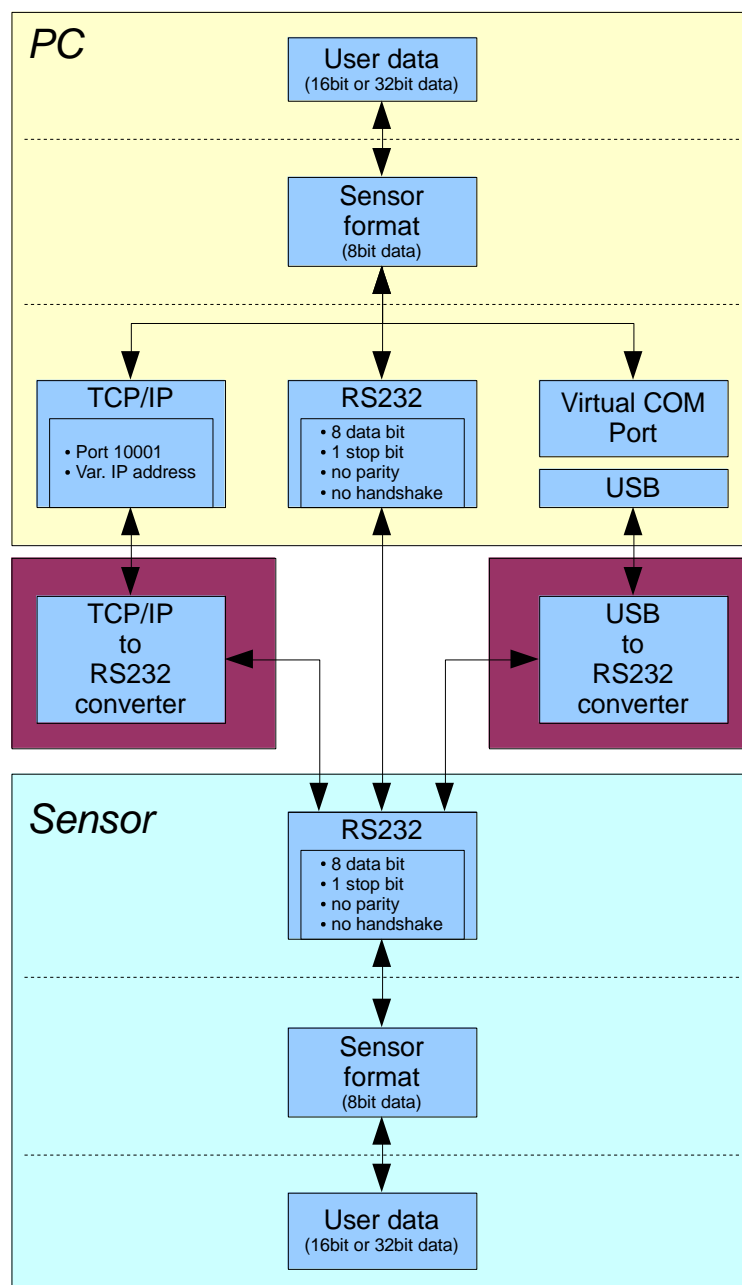 PC
User data
(16bit or 32bit data)
Sensor
format
(8bit data)
TCP/IP
• Port 10001
• Var. IP address
RS232
• 8 data bit
• 1 stop bit
• no parity
• no handshake
Virtual COM
Port
USB
TCP/IP
to
RS232
converter
USB
to
RS232
converter
Sensor
RS232
• 8 data bit
• 1 stop bit
• no parity
• no handshake
Sensor
format
(8bit data)
User data
(16bit or 32bit data)